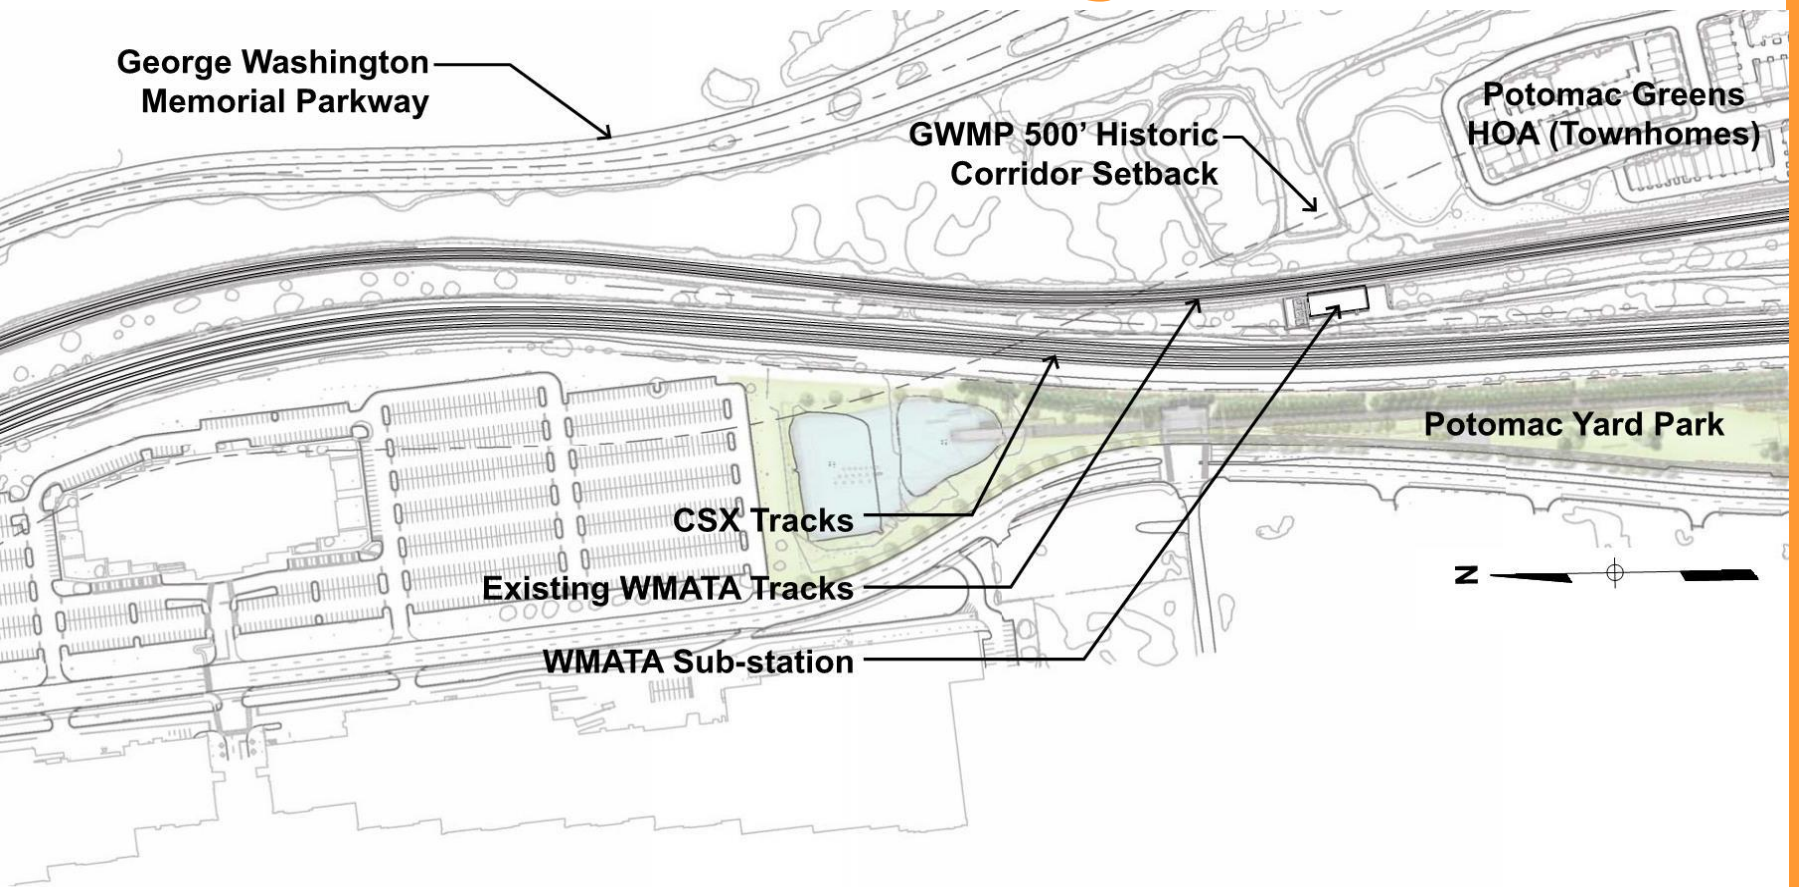 George Washington
Memorial Parkway
GWMP 500’ Historic
Corridor Setback
Potomac Greens
HOA (Townhomes)
Potomac Yard Park
CSX Tracks
Existing WMATA Tracks
WMATA Sub-station
N